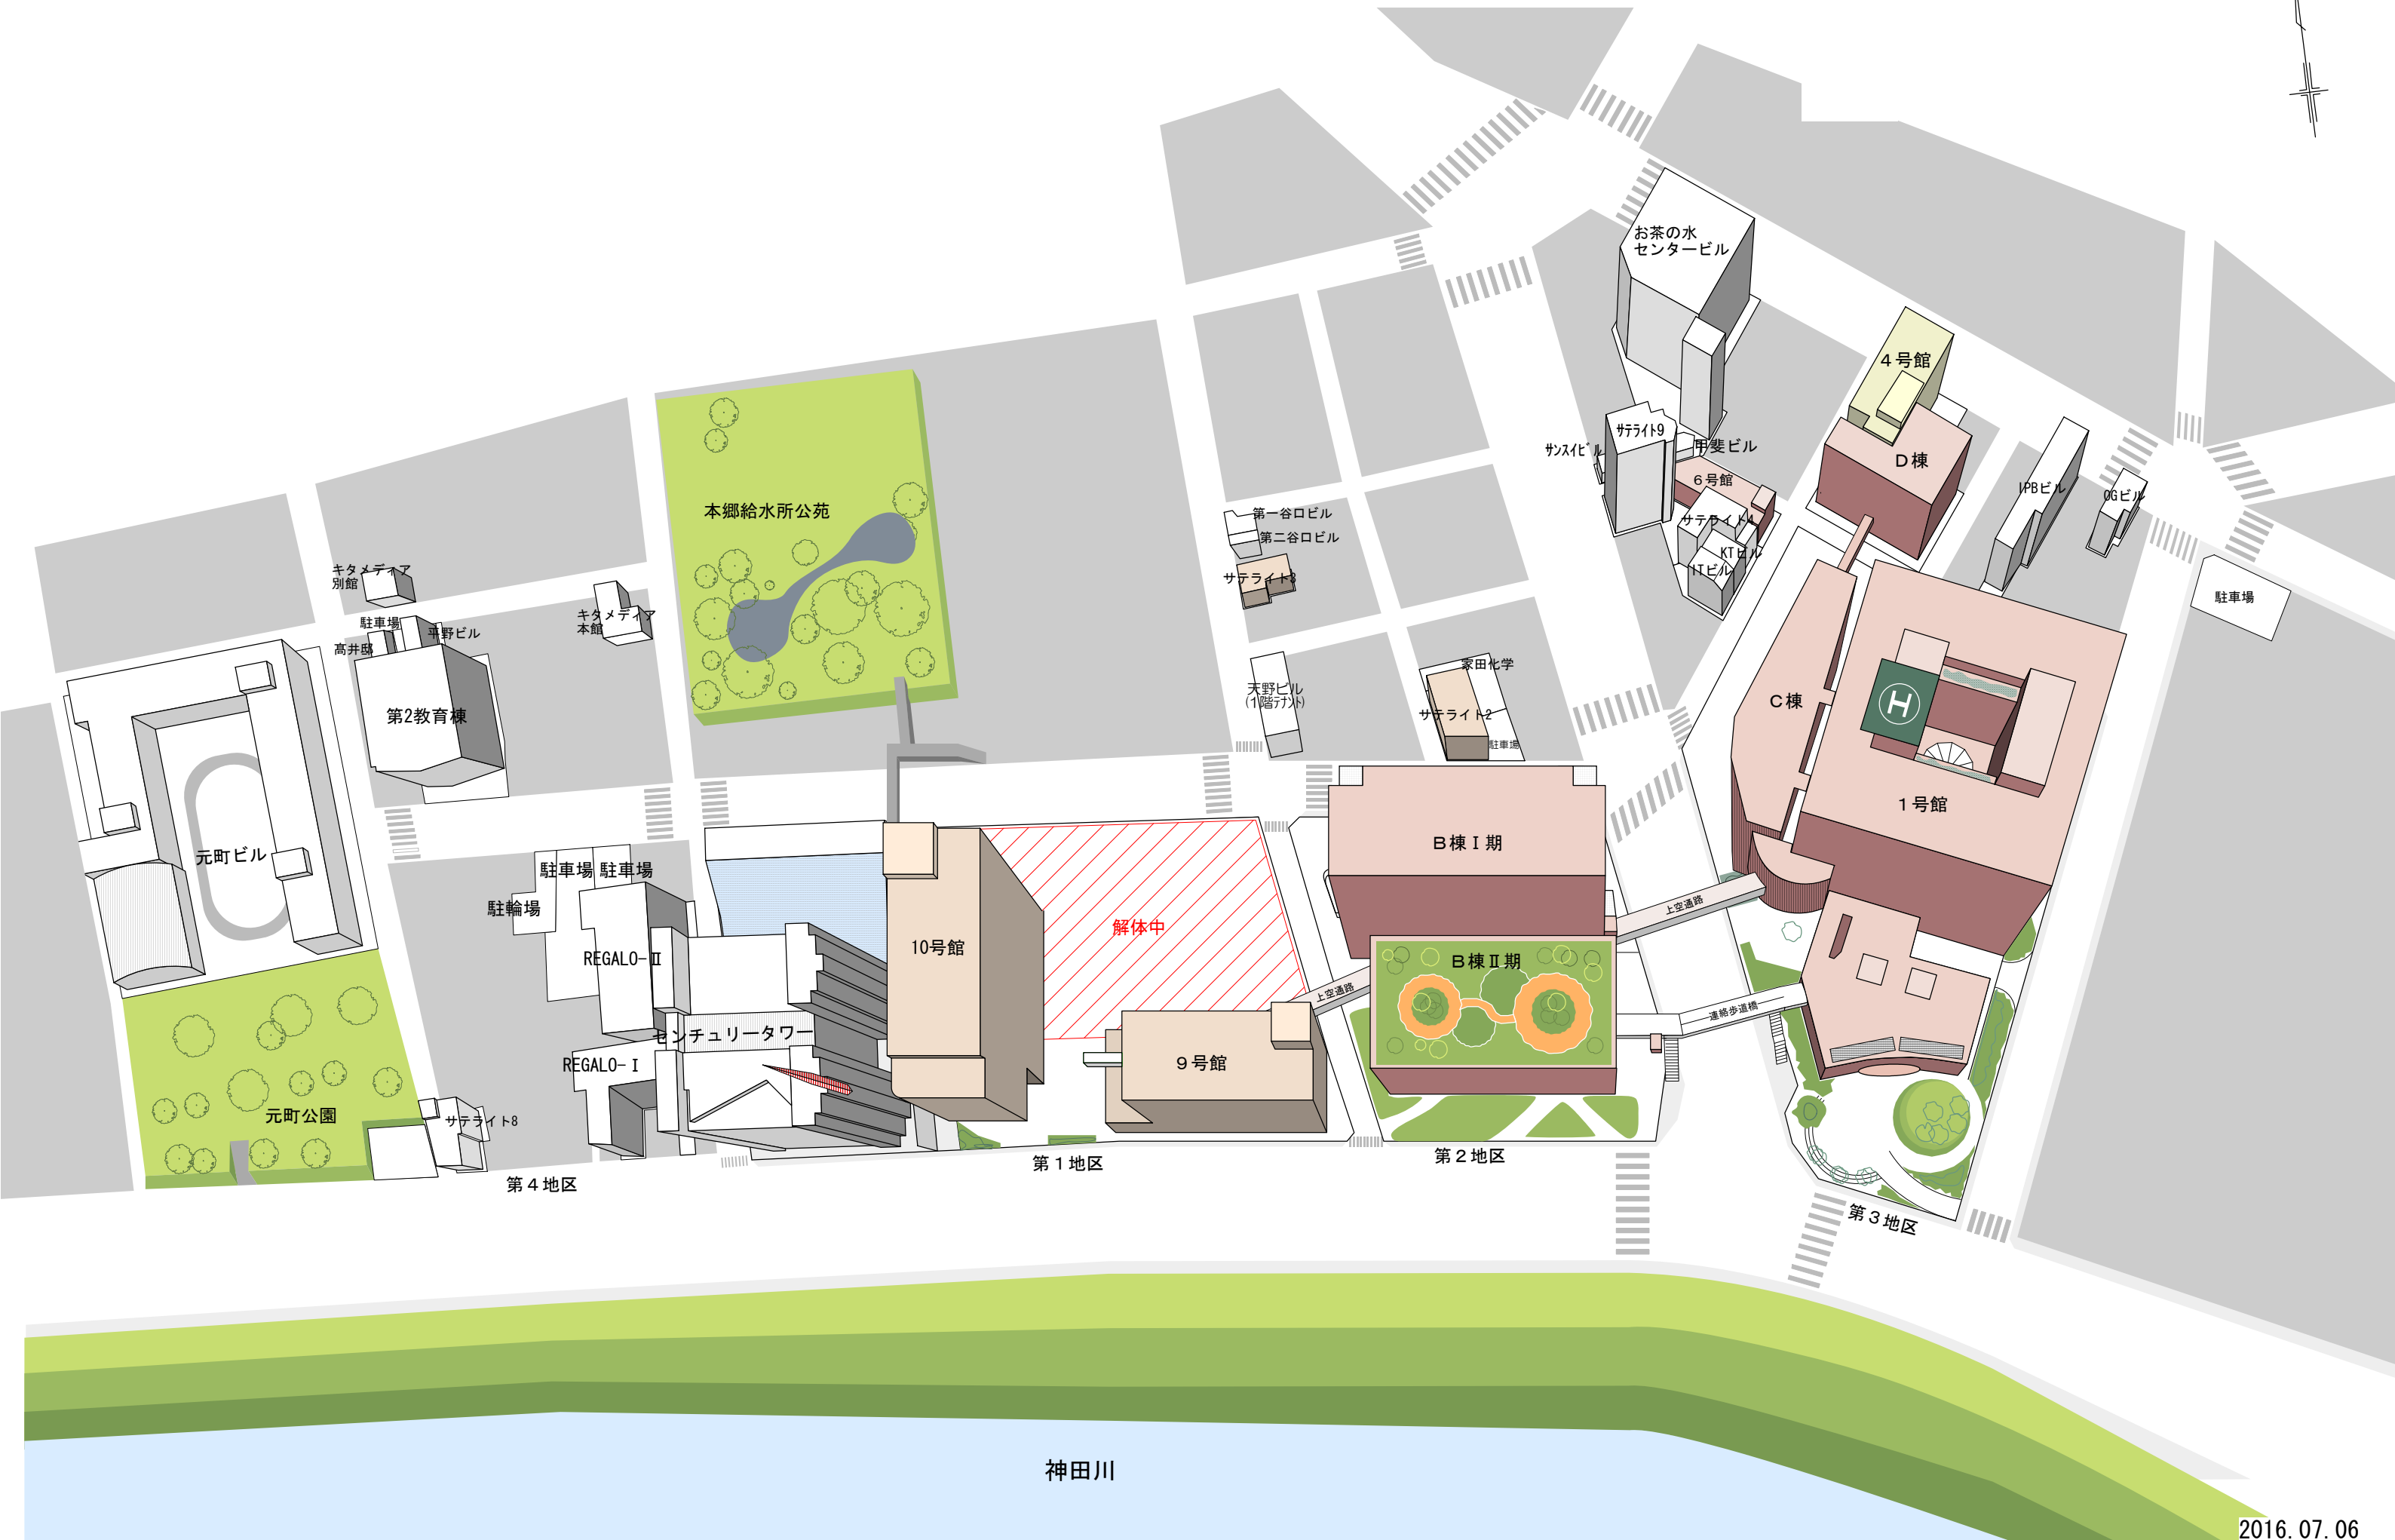 お茶の水
センタービル
4号館
サテライト9
サンスイビル
甲斐ビル
D棟
6号館
IPBビル
OGビル
本郷給水所公苑
第一谷口ビル
サテライト4
第二谷口ビル
KTビル
キタメディア
別館
ITビル
サテライト3
駐車場
キタメディア
本館
駐車場
平野ビル
髙井邸
家田化学
天野ビル
(1階テナント)
C棟
H
第2教育棟
サテライト2
駐車場
1号館
B棟Ⅰ期
元町ビル
駐車場
駐車場
上空通路
駐輪場
解体中
10号館
REGALO-Ⅱ
B棟Ⅱ期
上空通路
連絡歩道橋
センチュリータワー
REGALO-Ⅰ
9号館
元町公園
サテライト8
第4地区
第1地区
第2地区
第3地区
神田川
2016.07.06